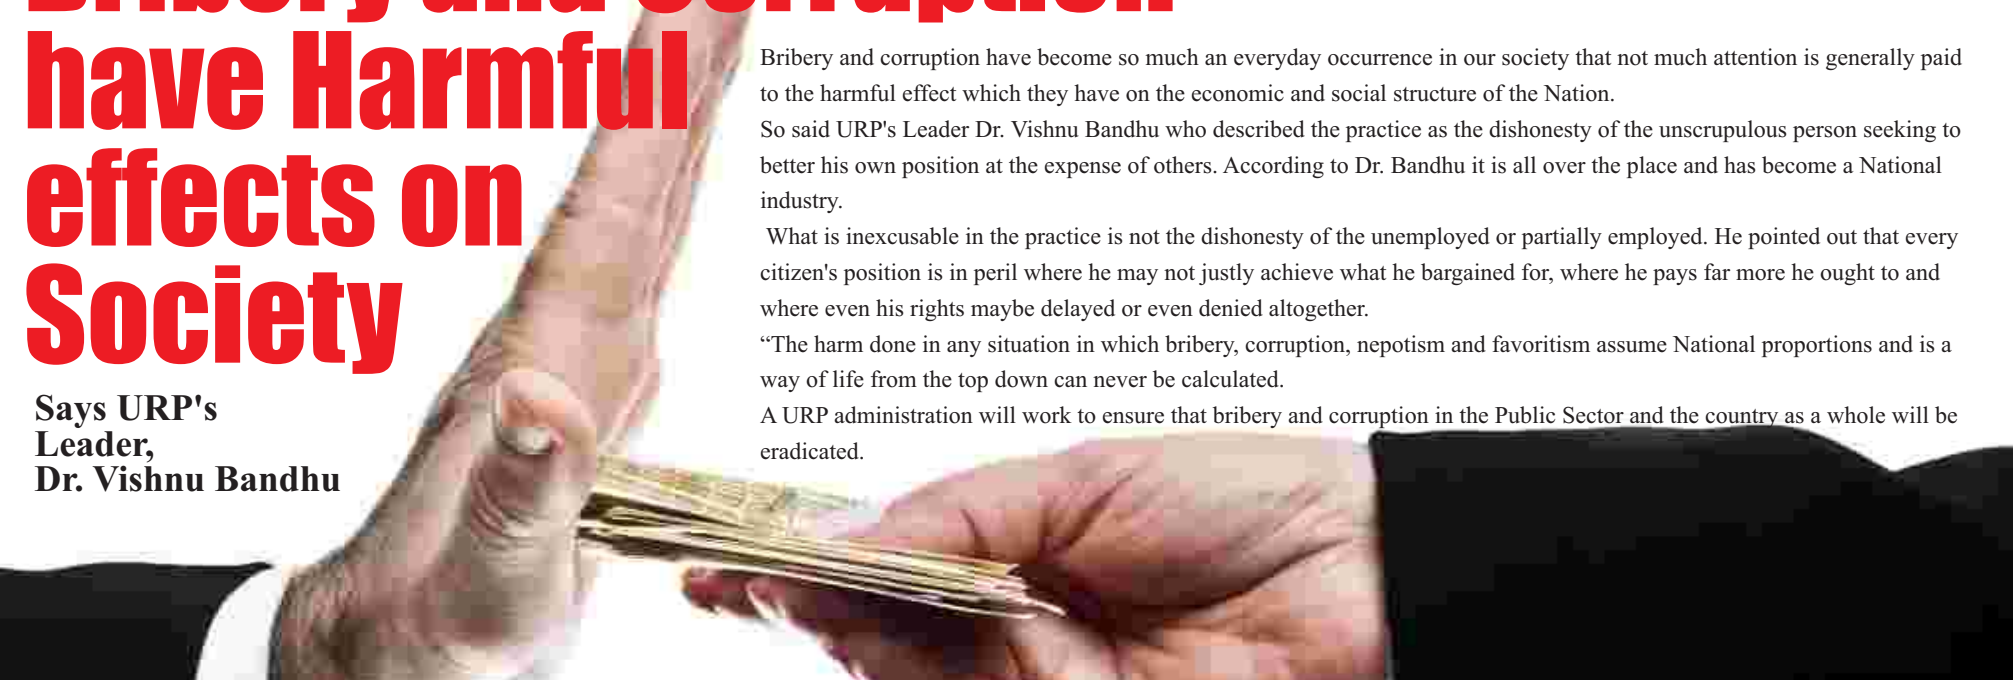 Bribery and Corruption
have Harmful
effects on
Society
Says URP's
Leader,
Dr. Vishnu Bandhu
Bribery and corruption have become so much an everyday occurrence in our society that not much attention is generally paid
to the harmful effect which they have on the economic and social structure of the Nation.
So said URP's Leader Dr. Vishnu Bandhu who described the practice as the dishonesty of the unscrupulous person seeking to
better his own position at the expense of others. According to Dr. Bandhu it is all over the place and has become a National
industry.
What is inexcusable in the practice is not the dishonesty of the unemployed or partially employed. He pointed out that every
citizen's position is in peril where he may not justly achieve what he bargained for, where he pays far more he ought to and
where even his rights maybe delayed or even denied altogether.
“The harm done in any situation in which bribery, corruption, nepotism and favoritism assume National proportions and is a
way of life from the top down can never be calculated.
A URP administration will work to ensure that bribery and corruption in the Public Sector and the country as a whole will be
eradicated.